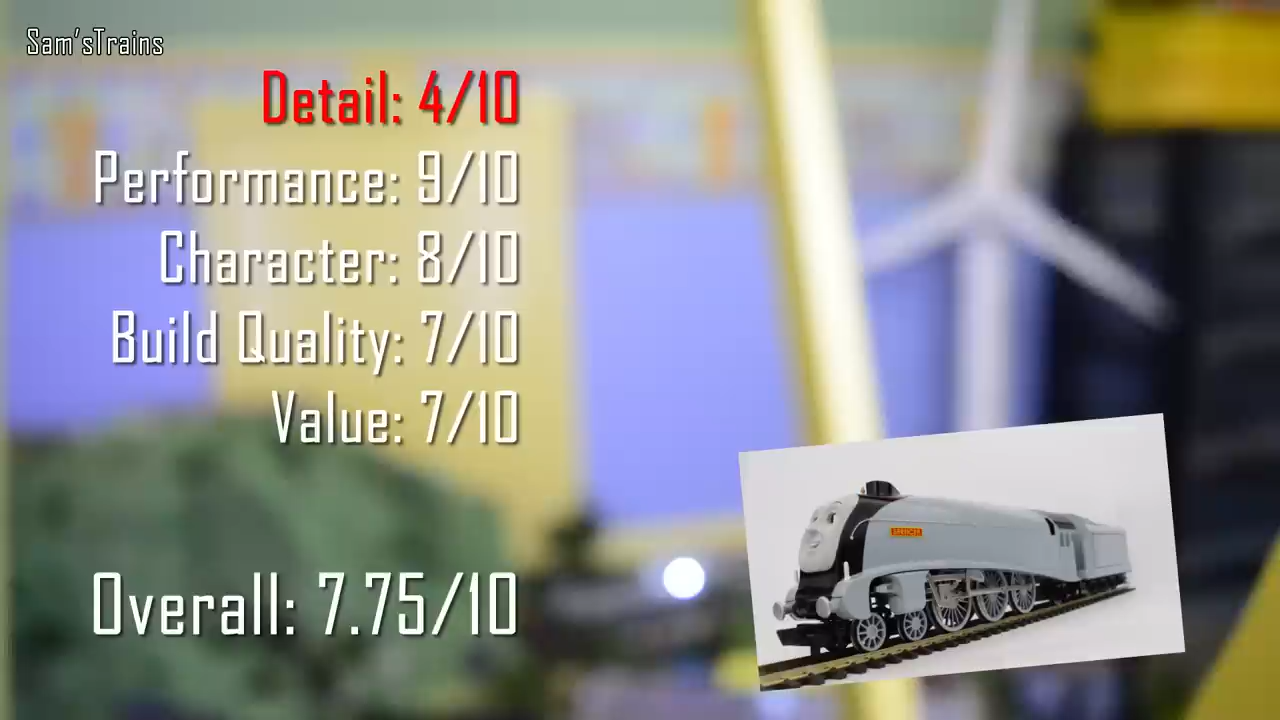 Sam'sTrains
Detail: 4/10
Performance: 9/10
Character: 8/10
Build Quality: 7/10
Value: 7/10
SPENCER
Overall: 7.75/10